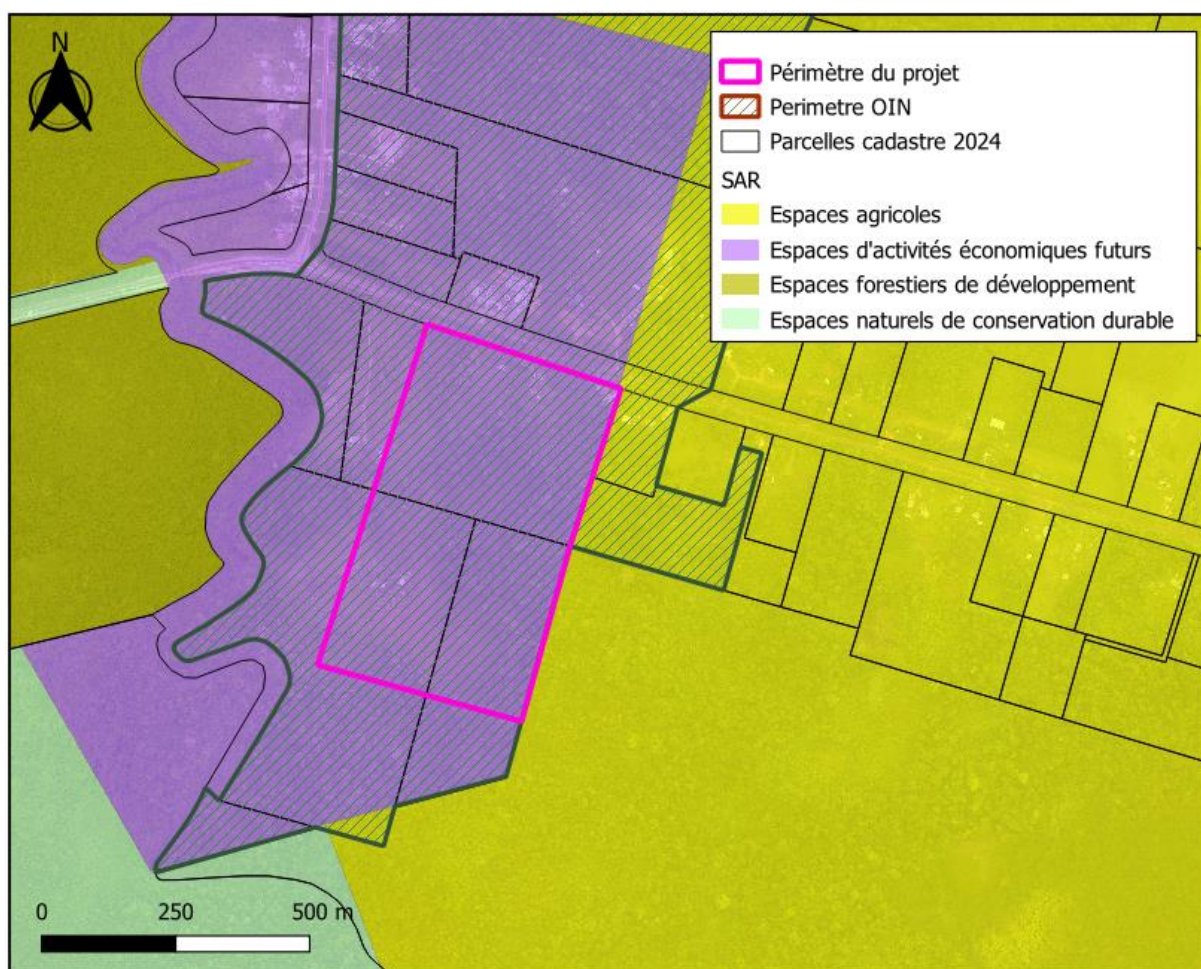 N
Périmètre du projet
Perimetre OIN
Parcelles cadastre 2024
SAR
Espaces agricoles
Espaces d'activités économiques futurs
Espaces forestiers de développement
Espaces naturels de conservation durable
0 250 500 m